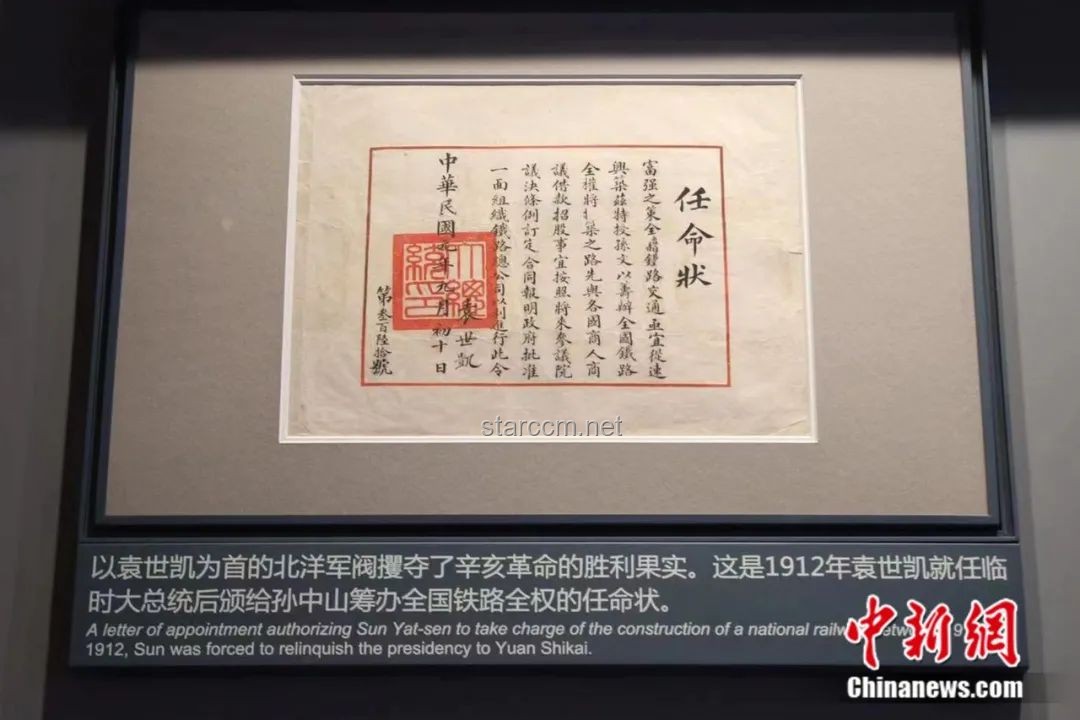 任命狀
富强之策全藉鐵路交通亟宜從速
興築茲特授孫文以籌辦全國鐵路
全權將擬築之路先與各國商人商
議借款招股事宜按照將來參議院
議決條例訂定合同報明政府批准
一面組織鐵路總公司以利進行此令
袁世凱
中華民國元年九月初十日
第叁百陸拾號
大總統印
starccm.net
以袁世凯为首的北洋军阀攫夺了辛亥革命的胜利果实。这是1912年袁世凯就任临
时大总统后颁给孙中山筹办全国铁路全权的任命状。
A letter of appointment authorizing Sun Yat-sen to take charge of the construction of a national
1912, Sun was forced to relinquish the presidency to Yuan Shikai.
中新網
Chinanews.com